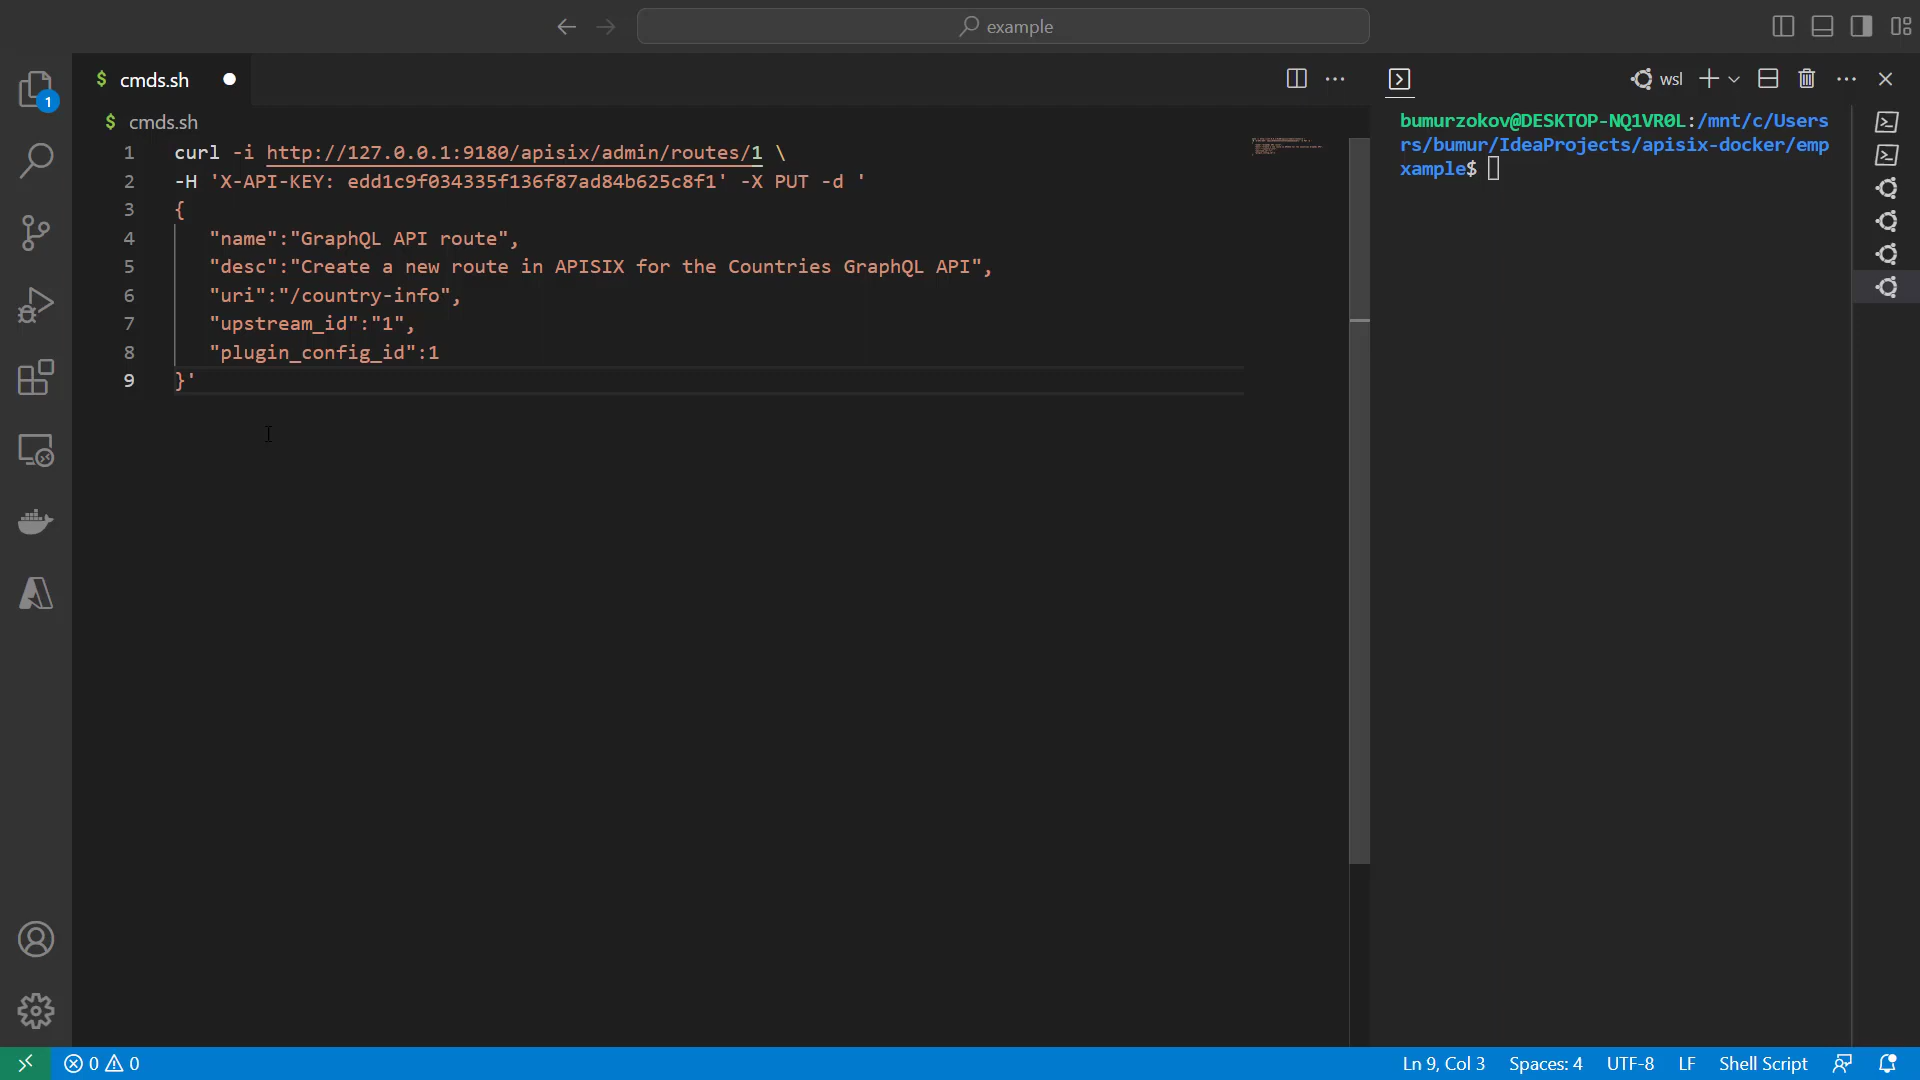 example
$ cmds.sh
wsl
$ cmds.sh
1 curl -i http://127.0.0.1:9180/apisix/admin/routes/1 \
2 -H 'X-API-KEY: edd1c9f034335f136f87ad84b625c8f1' -X PUT -d '
3 {
4 "name":"GraphQL API route",
5 "desc":"Create a new route in APISIX for the Countries GraphQL API",
6 "uri":"/country-info",
7 "upstream_id":"1",
8 "plugin_config_id":1
9 }'
bumurzokov@DESKTOP-NQ1VR0L:/mnt/c/Users
rs/bumur/IdeaProjects/apisix-docker/emp
xample$
1
0 0
Ln 9, Col 3 Spaces: 4 UTF-8 LF Shell Script